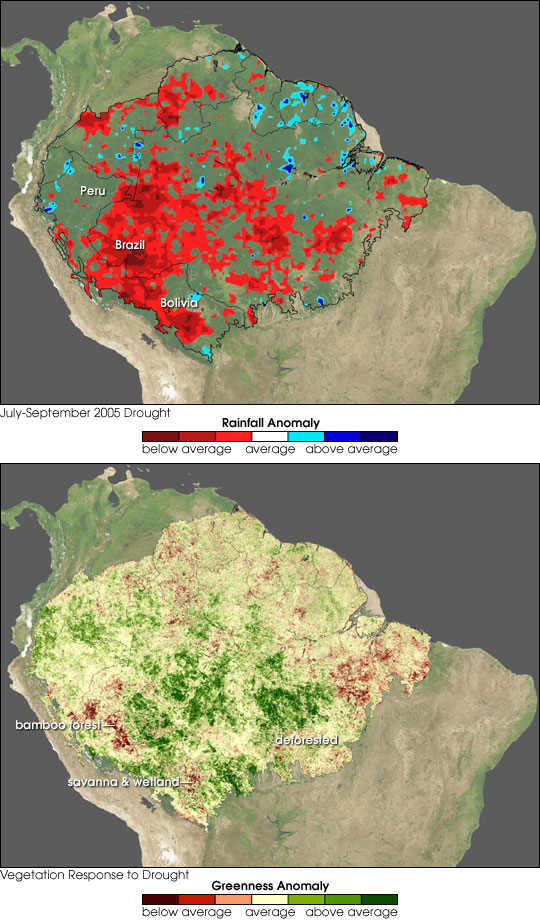 Peru
Brazil
Bolivia
July-September 2005 Drought
Rainfall Anomaly
below average average above average
bamboo forest
deforested
savanna & wetland
Vegetation Response to Drought
Greenness Anomaly
below average average above average